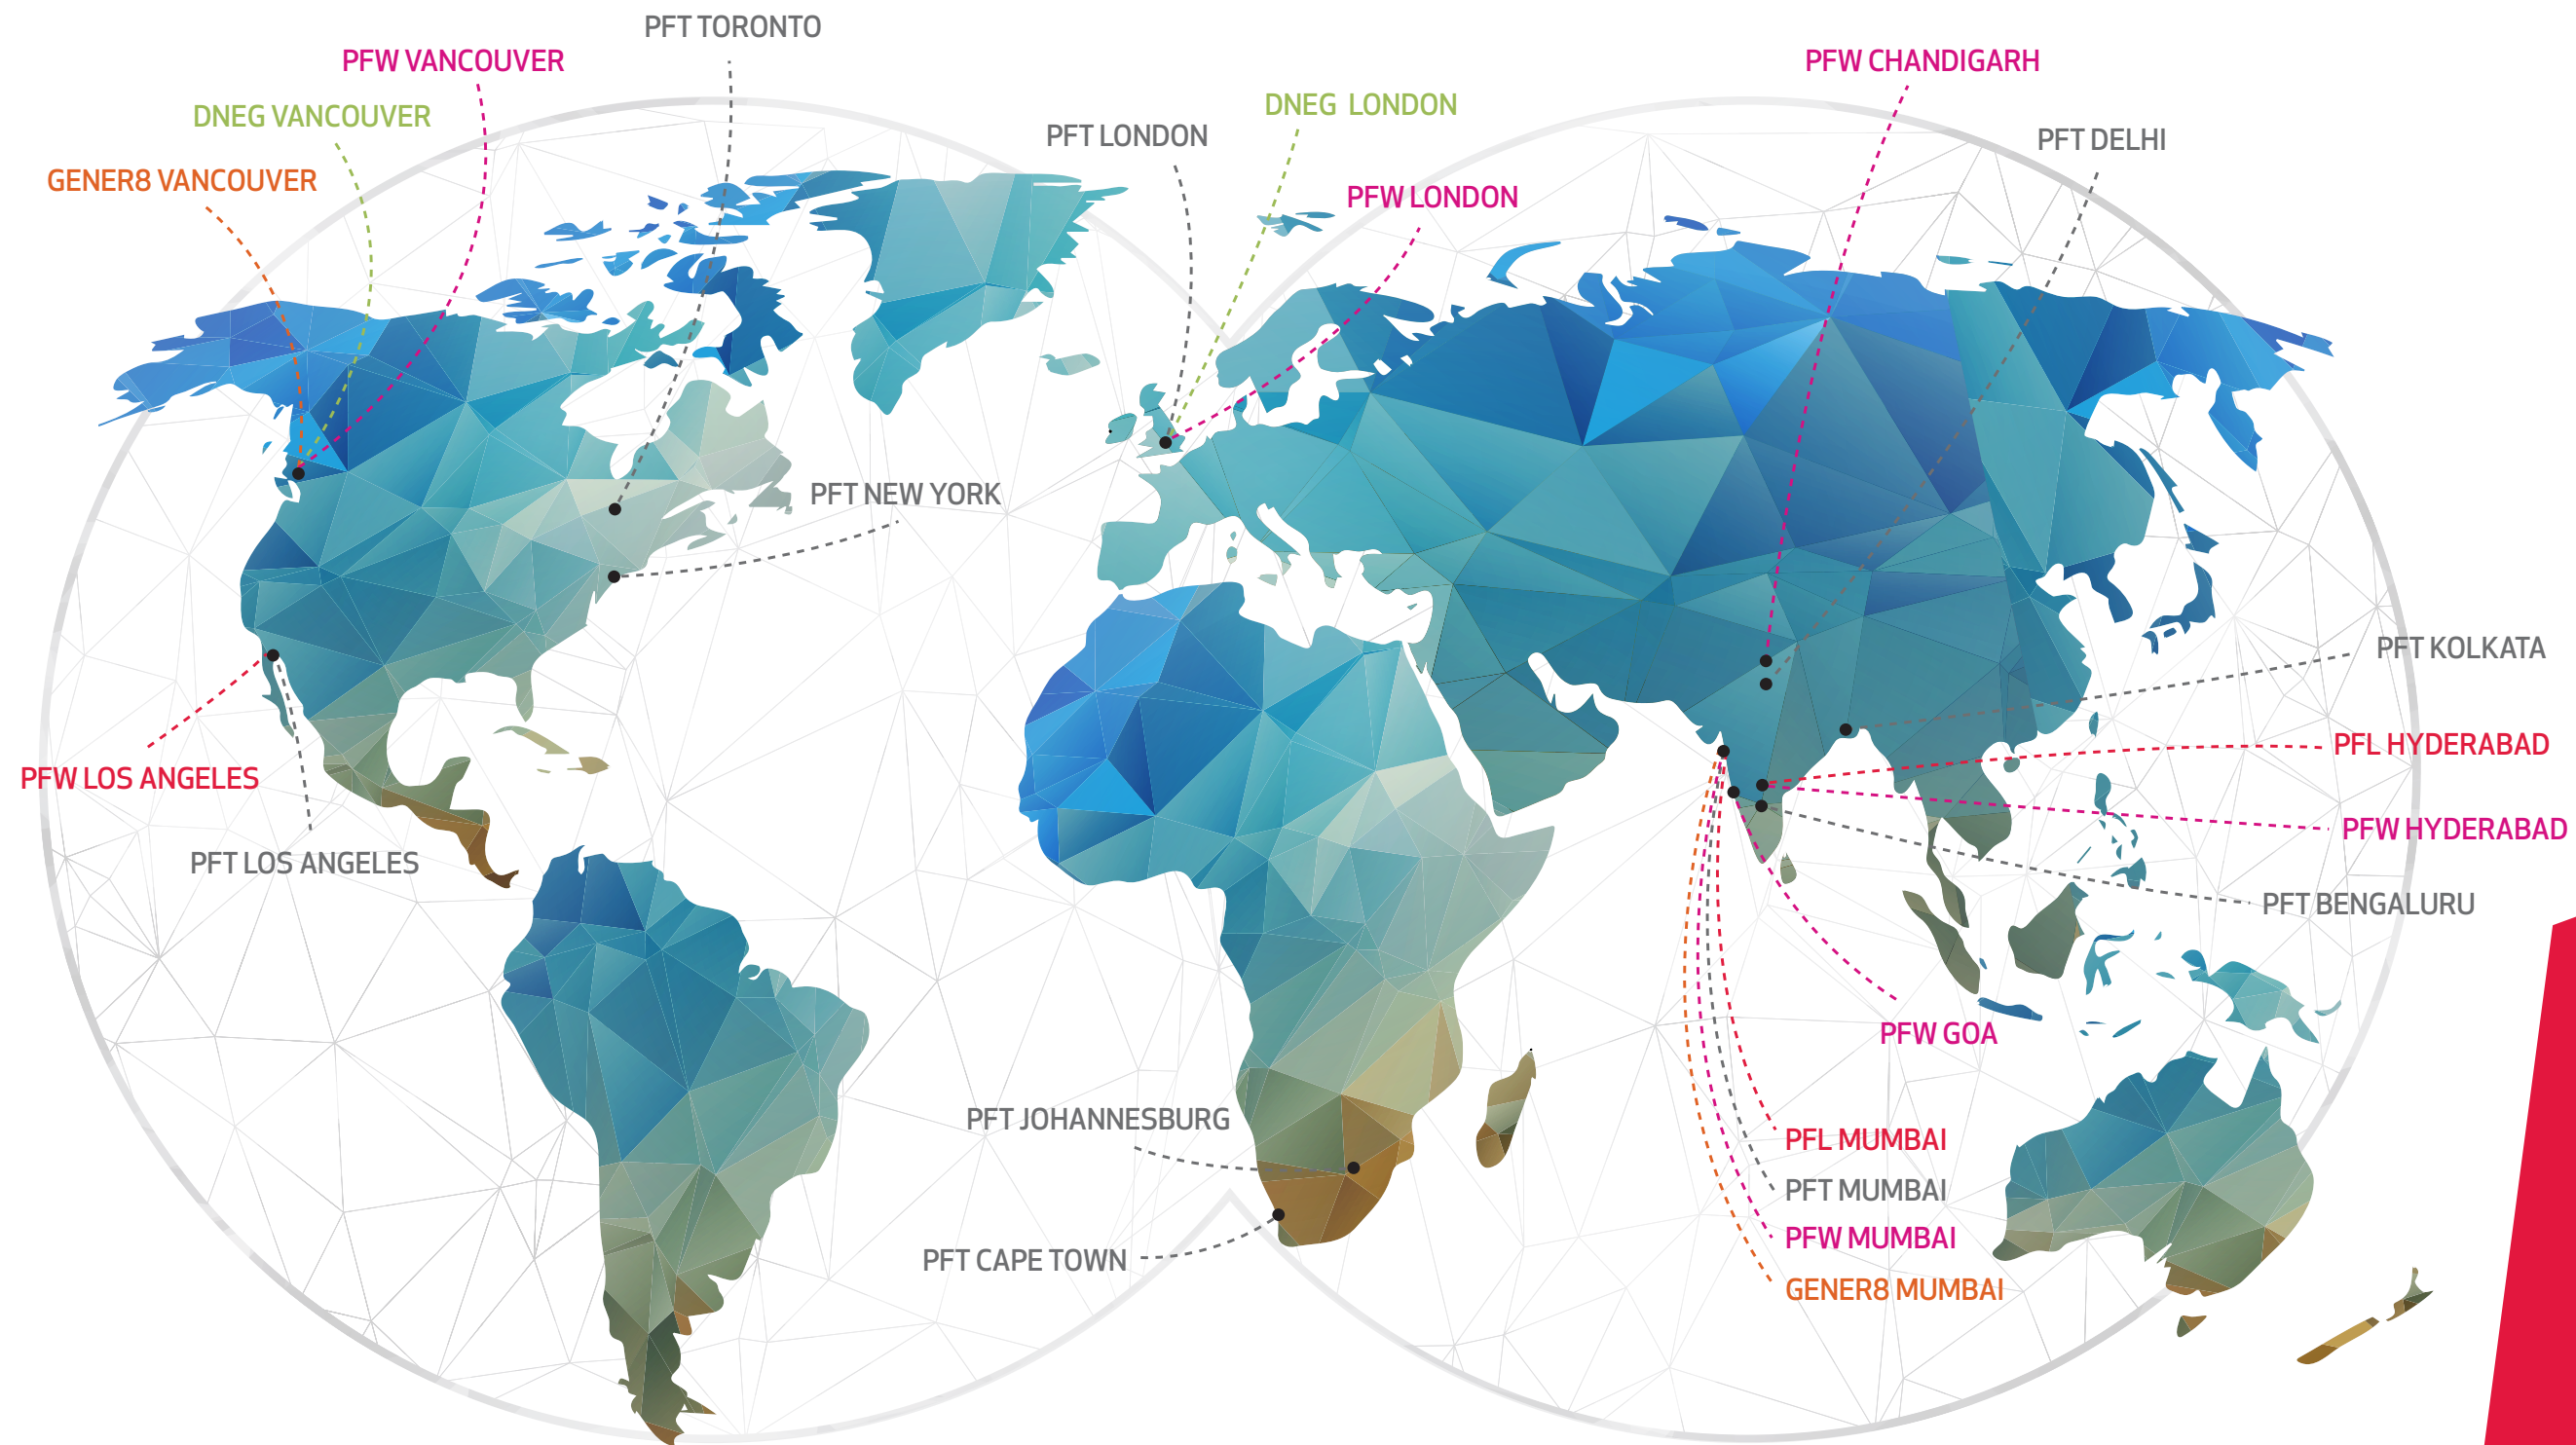 PFT TORONTO
PFW VANCOUVER
PFW CHANDIGARH
DNEG VANCOUVER
DNEG LONDON
PFT LONDON
PFT DELHI
GENER8 VANCOUVER
PFW LONDON
PFT NEW YORK
PFT KOLKATA
PFL HYDERABAD
PFW LOS ANGELES
PFW HYDERABAD
PFT LOS ANGELES
PFT BENGALURU
PFW GOA
PFT JOHANNESBURG
PFL MUMBAI
PFT MUMBAI
PFW MUMBAI
PFT CAPE TOWN
GENER8 MUMBAI